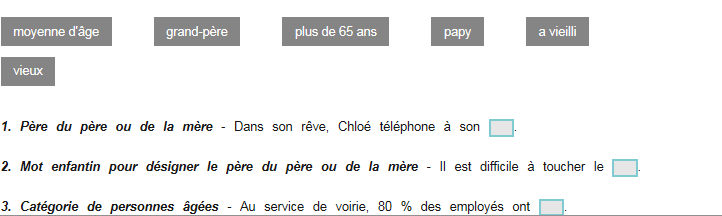 moyenne d'âge grand-père plus de 65 ans papy a vieilli
vieux
1. Père du père ou de la mère - Dans son rêve, Chloé téléphone à son .
2. Mot enfantin pour désigner le père du père ou de la mère - Il est difficile à toucher le .
3. Catégorie de personnes âgées - Au service de voirie, 80 % des employés ont .